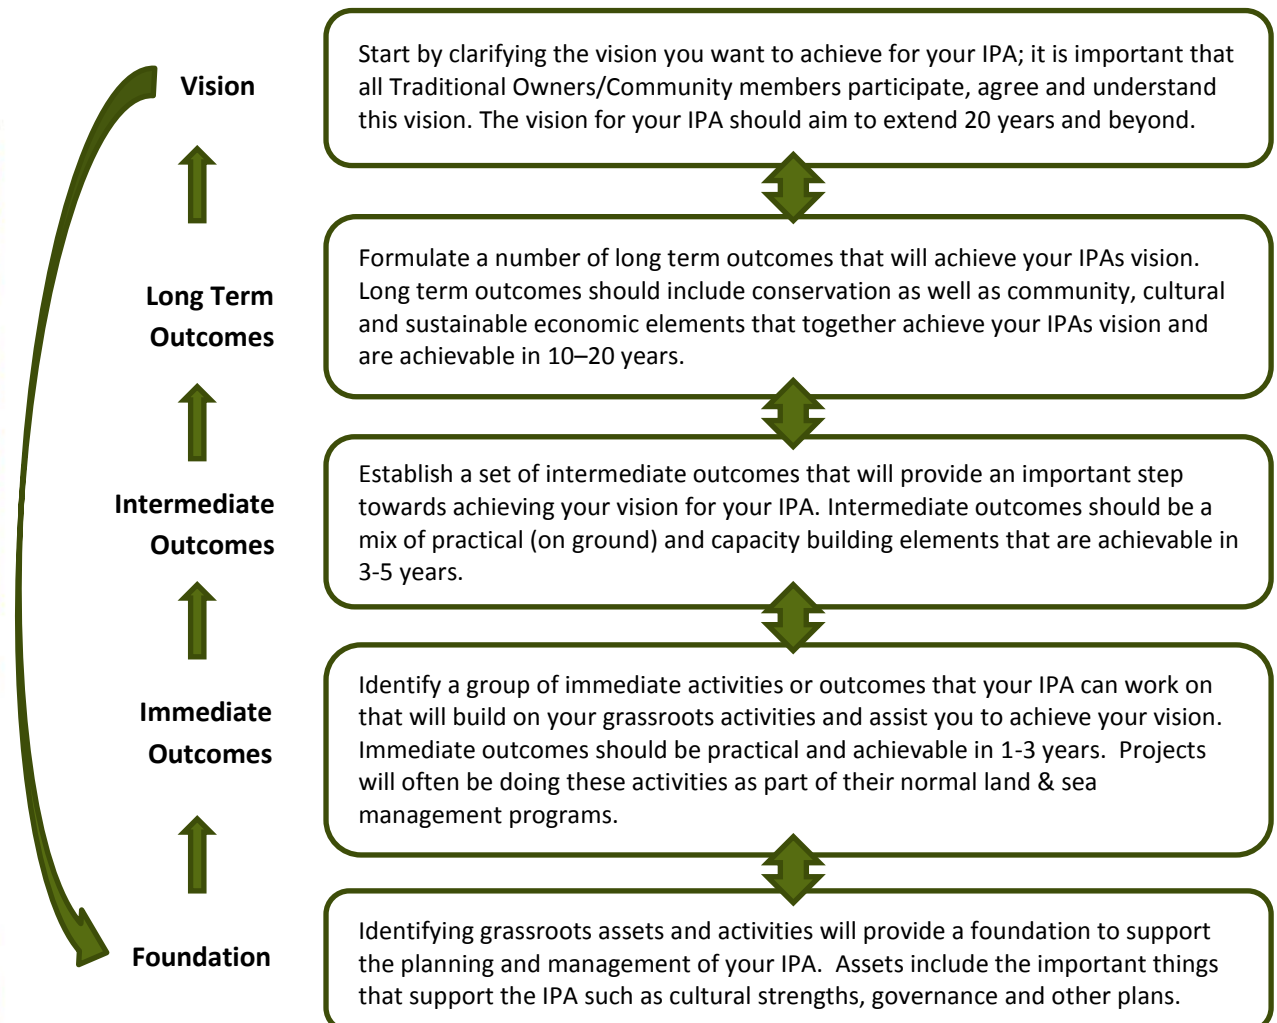 Vision
Start by clarifying the vision you want to achieve for your IPA; it is important that
all Traditional Owners/Community members participate, agree and understand
this vision. The vision for your IPA should aim to extend 20 years and beyond.
Long Term
Outcomes
Formulate a number of long term outcomes that will achieve your IPAs vision.
Long term outcomes should include conservation as well as community, cultural
and sustainable economic elements that together achieve your IPAs vision and
are achievable in 10–20 years.
Intermediate
Outcomes
Establish a set of intermediate outcomes that will provide an important step
towards achieving your vision for your IPA. Intermediate outcomes should be a
mix of practical (on ground) and capacity building elements that are achievable in
3-5 years.
Immediate
Outcomes
Identify a group of immediate activities or outcomes that your IPA can work on
that will build on your grassroots activities and assist you to achieve your vision.
Immediate outcomes should be practical and achievable in 1-3 years.  Projects
will often be doing these activities as part of their normal land & sea
management programs.
Foundation
Identifying grassroots assets and activities will provide a foundation to support
the planning and management of your IPA.  Assets include the important things
that support the IPA such as cultural strengths, governance and other plans.